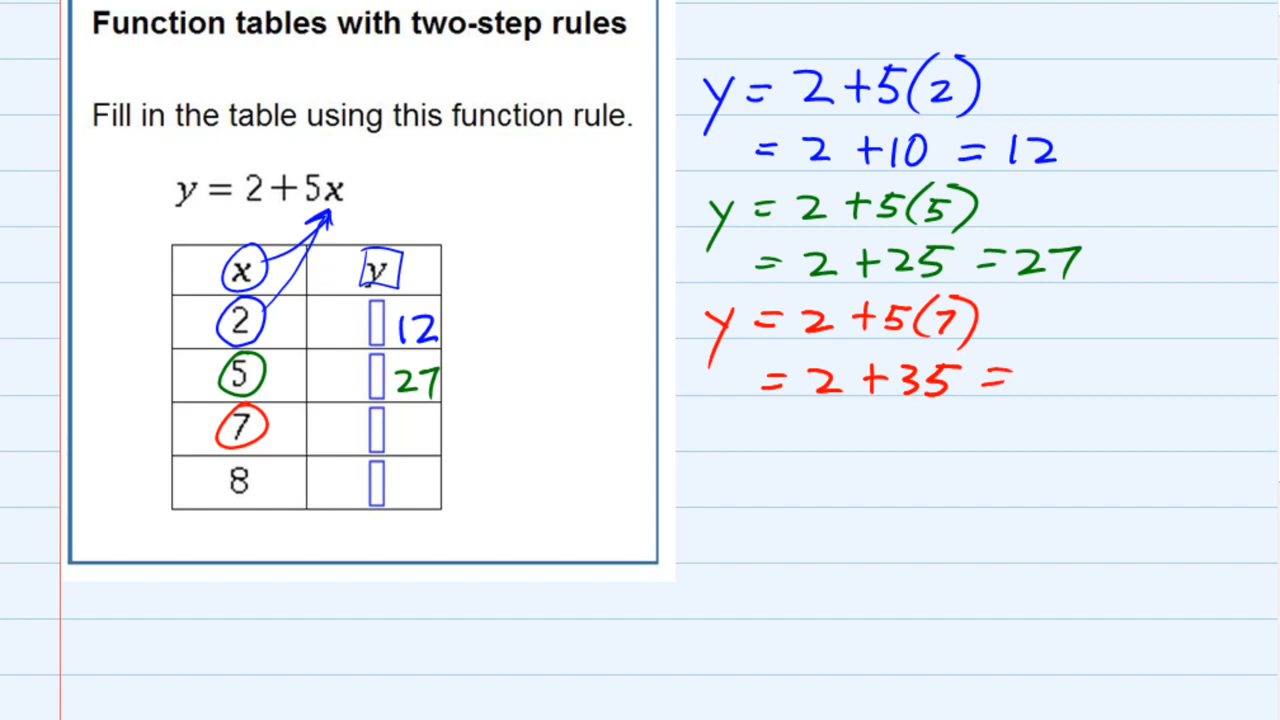 Function tables with two-step rules
Fill in the table using this function rule.
y = 2+5x
x y
2 12
5 27
7
8
y = 2+5(2)
= 2 +10 = 12
y = 2 +5(5)
= 2 +25 =27
y = 2 +5(7)
= 2 +35 =